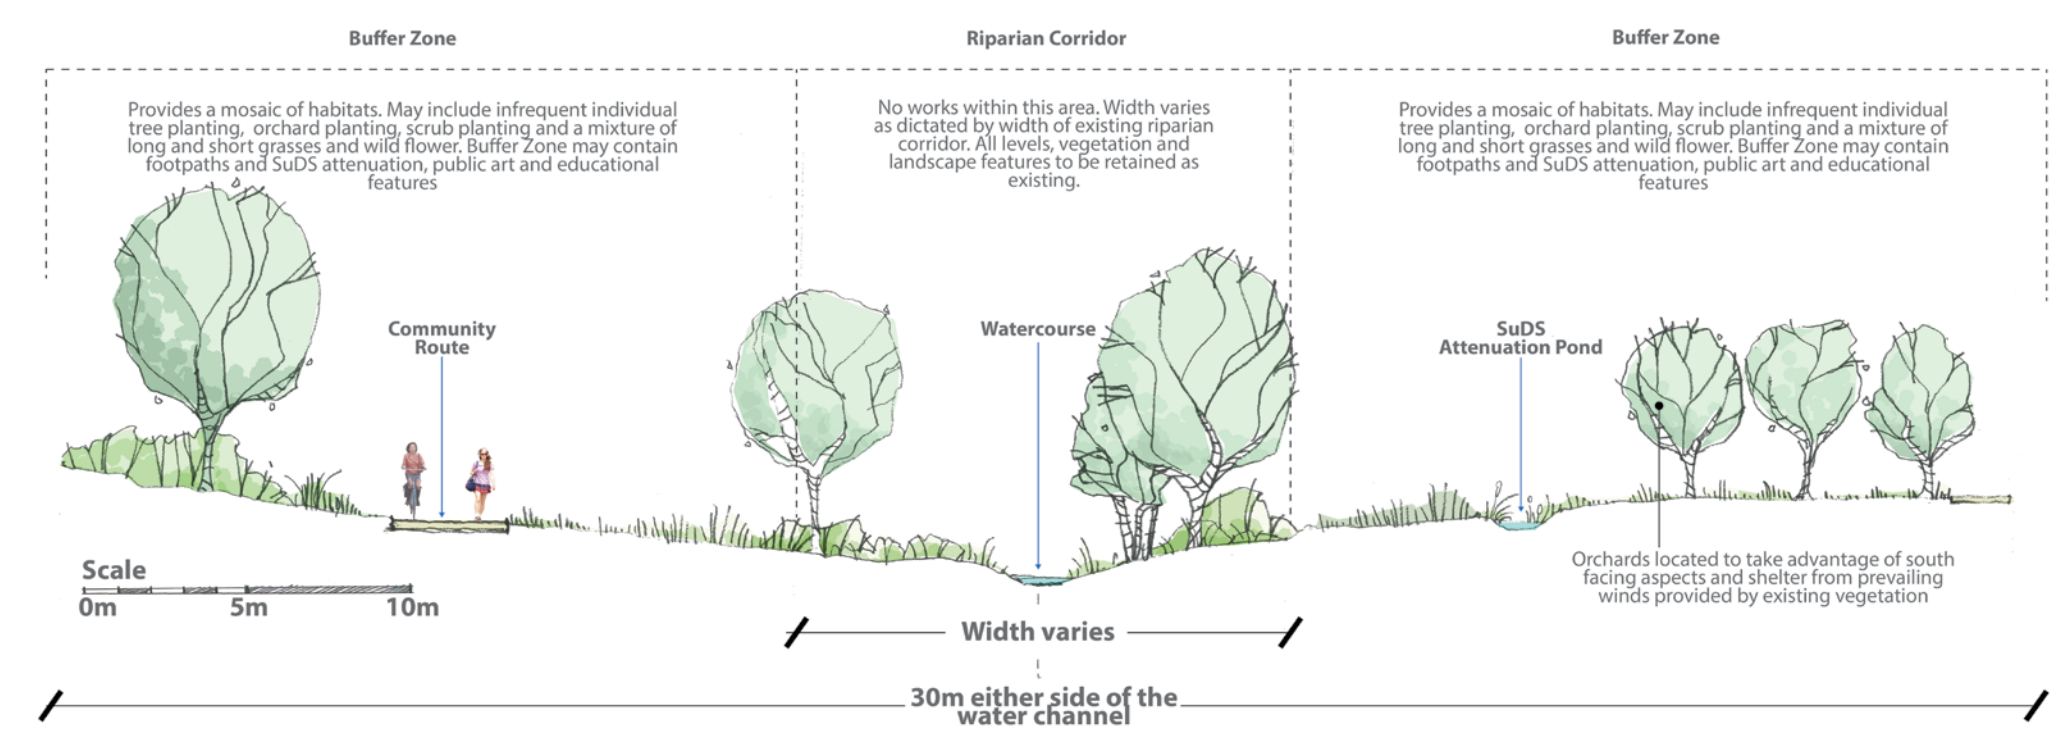 Buffer Zone
Riparian Corridor
Buffer Zone
Provides a mosaic of habitats. May include infrequent individual
tree planting, orchard planting, scrub planting and a mixture of
long and short grasses and wild flower. Buffer Zone may contain
footpaths and SuDS attenuation, public art and educational
features
No works within this area. Width varies
as dictated by width of existing riparian
corridor. All levels, vegetation and
landscape features to be retained as
existing.
Provides a mosaic of habitats. May include infrequent individual
tree planting, orchard planting, scrub planting and a mixture of
long and short grasses and wild flower. Buffer Zone may contain
footpaths and SuDS attenuation, public art and educational
features
Community
Route
Watercourse
SuDS
Attenuation Pond
Orchards located to take advantage of south
facing aspects and shelter from prevailing
winds provided by existing vegetation
Scale
0m 5m 10m
Width varies
30m either side of the
water channel